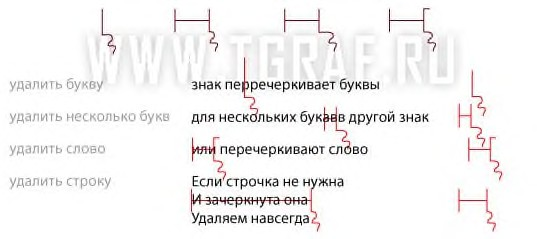 WWW.TGRAF.RU
удалить букву знак перречеркивает буквы
удалить несколько букв для нескольких букавв другой знак
удалить слово или перечеркивают слово
удалить строку Если строчка не нужна
И зачеркнута она
Удаляем навсегда